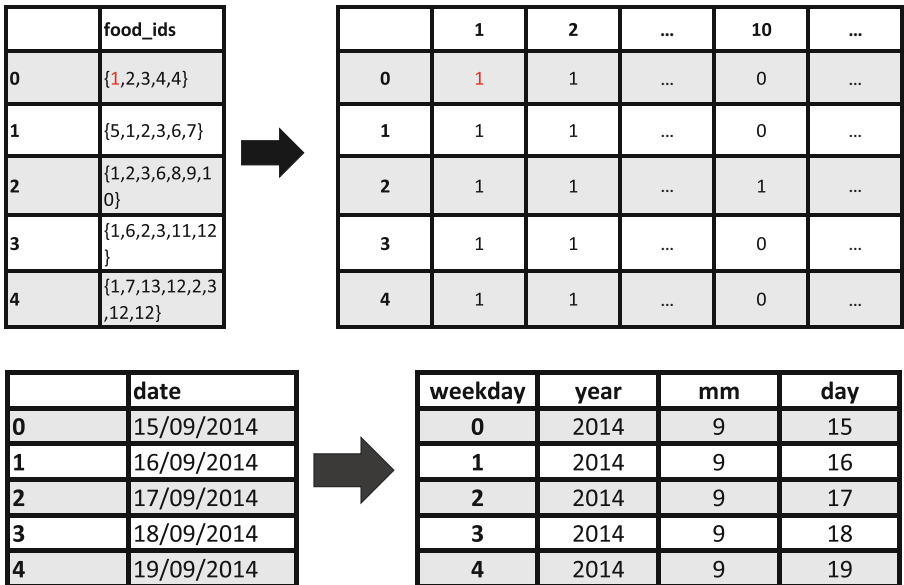 food_ids
0 {1,2,3,4,4}
1 {5,1,2,3,6,7}
2 {1,2,3,6,8,9,1
0}
3 {1,6,2,3,11,12
}
4 {1,7,13,12,2,3
,12,12}
1 2 ... 10 ...
0 1 1 ... 0 ...
1 1 1 ... 0 ...
2 1 1 ... 1 ...
3 1 1 ... 0 ...
4 1 1 ... 0 ...
date
0 15/09/2014
1 16/09/2014
2 17/09/2014
3 18/09/2014
4 19/09/2014
weekday year mm day
0 2014 9 15
1 2014 9 16
2 2014 9 17
3 2014 9 18
4 2014 9 19